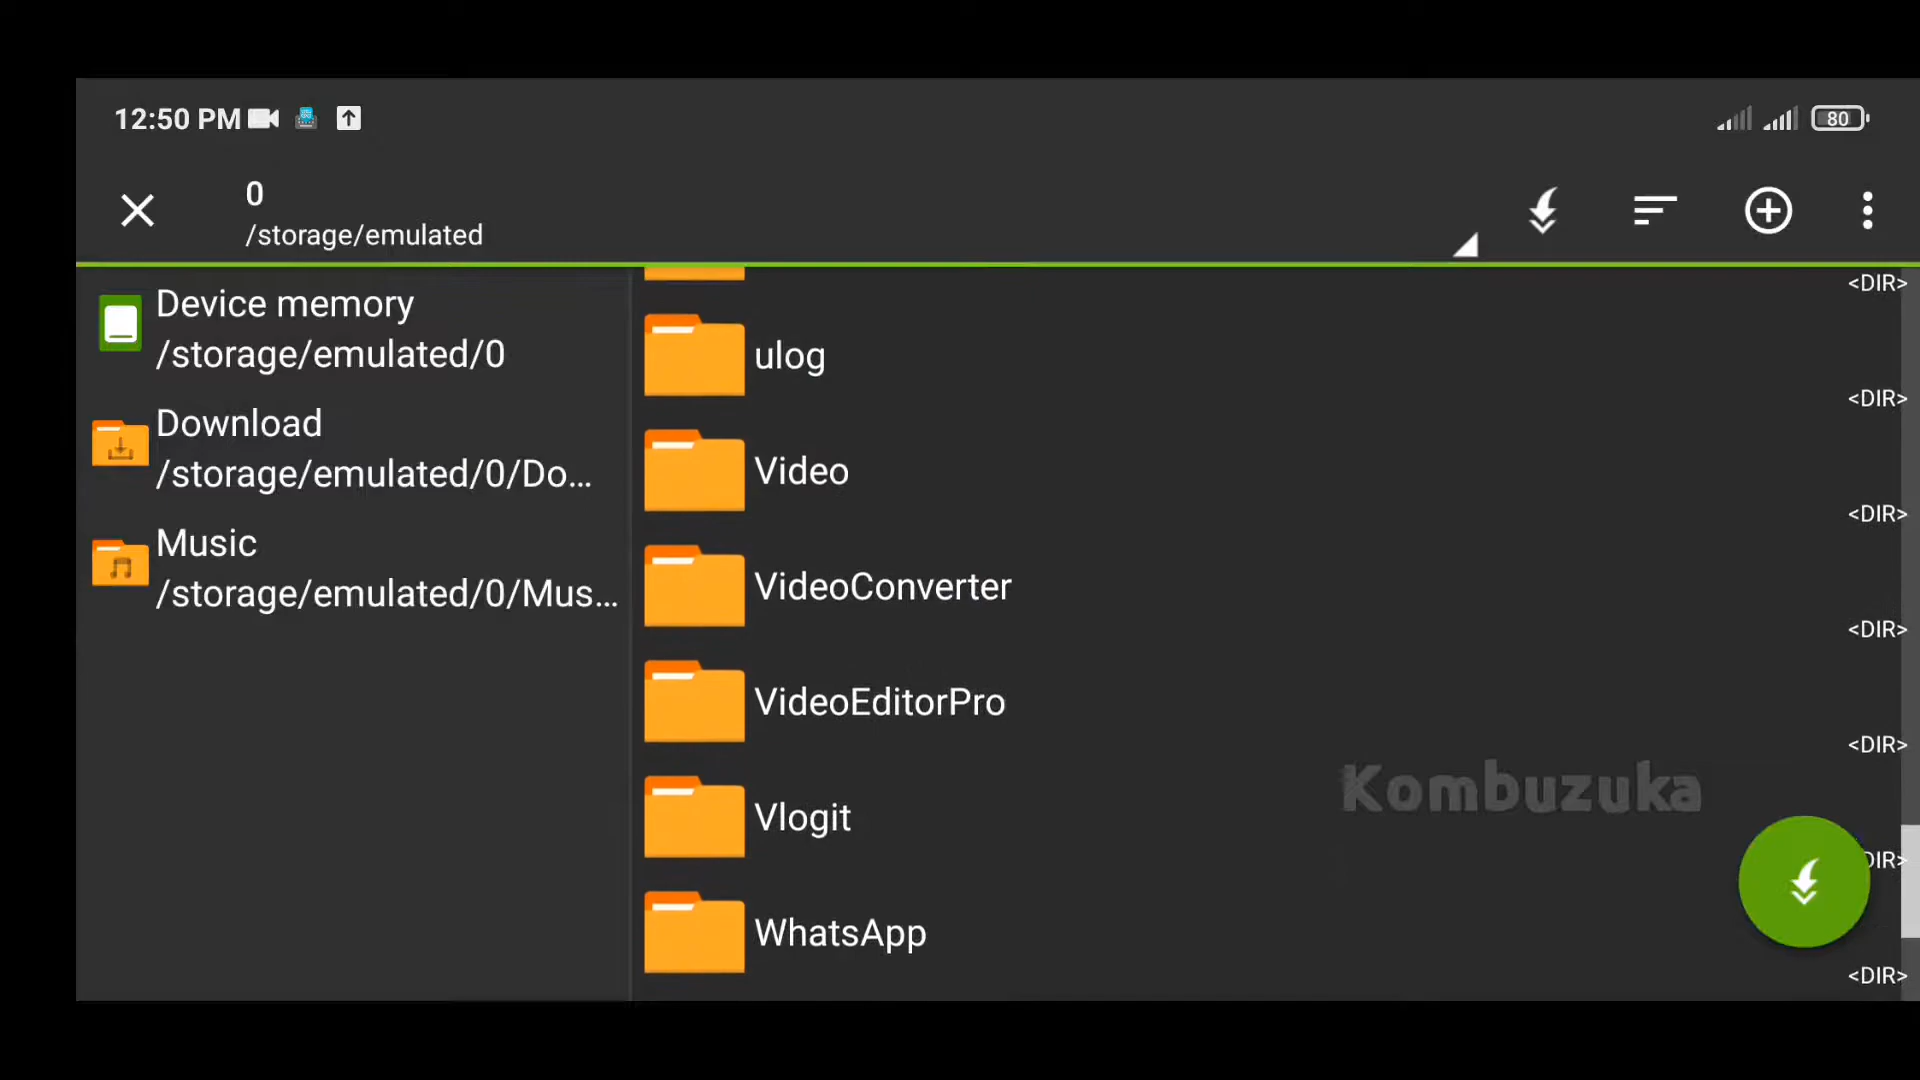 12:50 PM
80
0
/storage/emulated
Device memory
/storage/emulated/0
Download
/storage/emulated/0/Do...
Music
/storage/emulated/0/Mus...
<DIR>
ulog
<DIR>
Video
<DIR>
VideoConverter
<DIR>
VideoEditorPro
<DIR>
Vlogit
DIR>
WhatsApp
<DIR>
Kombuzuka